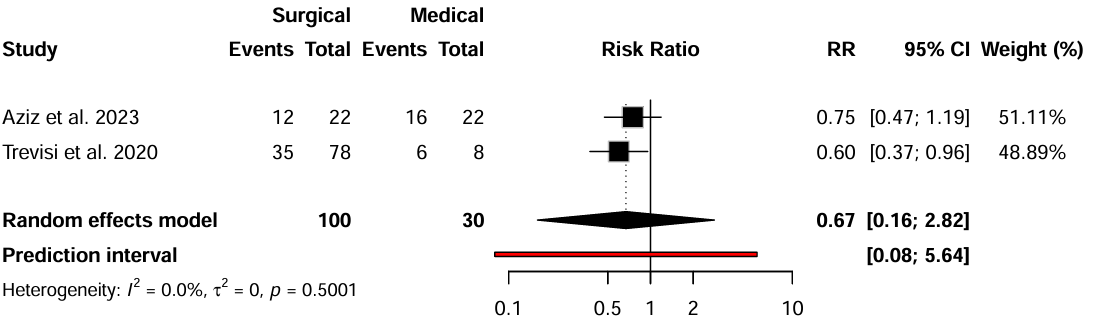 Surgical Medical
Study Events Total Events Total Risk Ratio RR 95% CI Weight (%)
Aziz et al. 2023 12 22 16 22 0.75 [0.47; 1.19] 51.11%
Trevisi et al. 2020 35 78 6 8 0.60 [0.37; 0.96] 48.89%
Random effects model 100 30 0.67 [0.16; 2.82]
Prediction interval [0.08; 5.64]
Heterogeneity: I² = 0.0%, τ² = 0, p = 0.5001
0.1 0.5 1 2 10